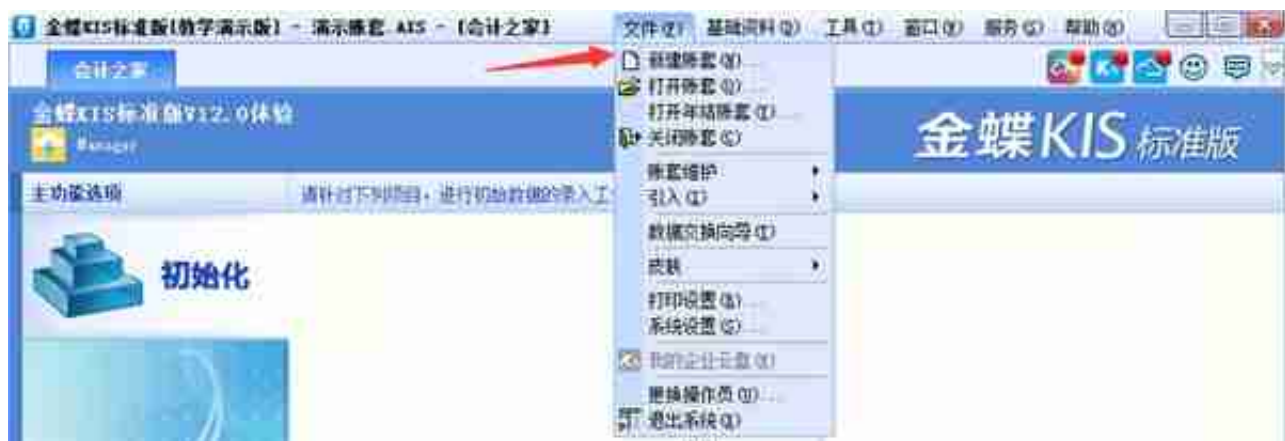 金蝶KIS标准版(教学演示版) - 演示账套.AIS - [会计之家] 文件(F) 基础资料 工具(T) 窗口(W) 服务(S) 帮助(H)
会计之家
金蝶KIS标准版V12.0体验
Manager
金蝶KIS 标准版
主功能选项 请针对下列项目,进行初始数据的录入工
初始化
新建账套(N)...
打开账套(O)...
打开年结账套(T)...
关闭账套(C)
账套维护
引入(I)
数据交换向导(T)
皮肤
打印设置...
系统设置(S)...
我的企业云盘(X)
更换操作员(U)...
退出系统(X)